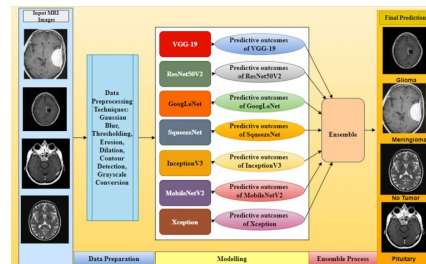 Input MRI
Images
Data
Preprocessing
Techniques:
Gaussian
Blur,
Thresholding,
Erosion,
Dilation,
Contour
Detection,
Grayscale
Conversion
VGG-19
ResNet50V2
GoogLeNet
SqueezeNet
InceptionV3
MobileNetV2
Xception
Predictive outcomes
of VGG-19
Predictive outcomes
of ResNet50V2
Predictive outcomes
of GoogLeNet
Predictive outcomes
of SqueezeNet
Predictive outcomes
of InceptionV3
Predictive outcomes
of MobileNetV2
Predictive outcomes
of Xception
Ensemble
Final Prediction
Glioma
Meningioma
No Tumor
Pituitary
Data Preparation
Modelling
Ensemble Process